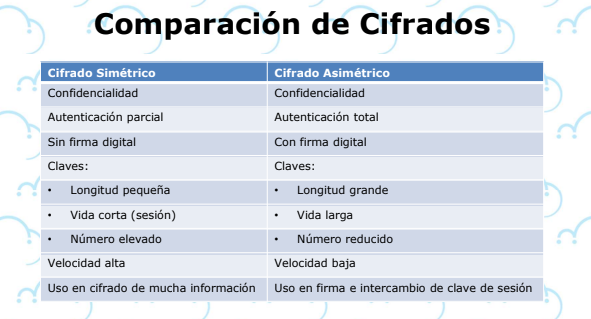 Comparación de Cifrados
Cifrado Simétrico Cifrado Asimétrico
Confidencialidad Confidencialidad
Autenticación parcial Autenticación total
Sin firma digital Con firma digital
Claves: Claves:
• Longitud pequeña • Longitud grande
• Vida corta (sesión) • Vida larga
• Número elevado • Número reducido
Velocidad alta Velocidad baja
Uso en cifrado de mucha información Uso en firma e intercambio de clave de sesión